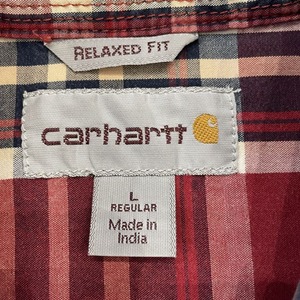 RELAXED FIT
carhartt
L
REGULAR
Made in
India